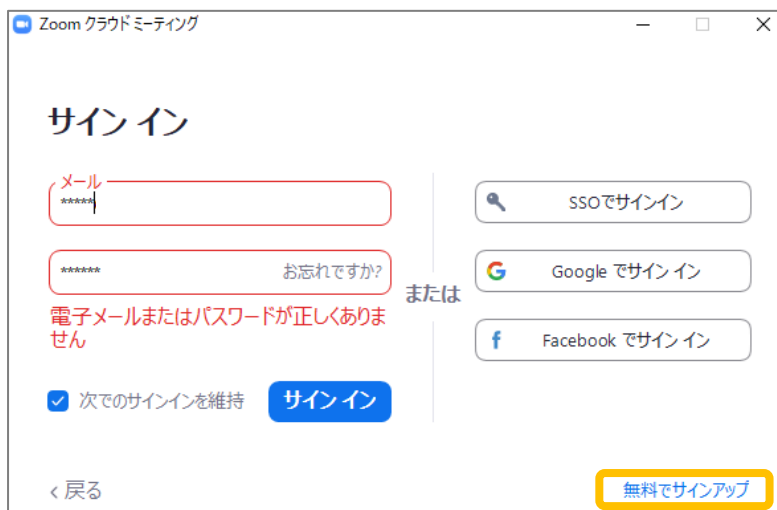 Zoom クラウド ミーティング
サイン イン
メール
*****
****** お忘れですか?
電子メールまたはパスワードが正しくありま
せん
次でのサインインを維持
サイン イン
または
SSOでサインイン
Google でサイン イン
Facebook でサイン イン
< 戻る
無料でサインアップ